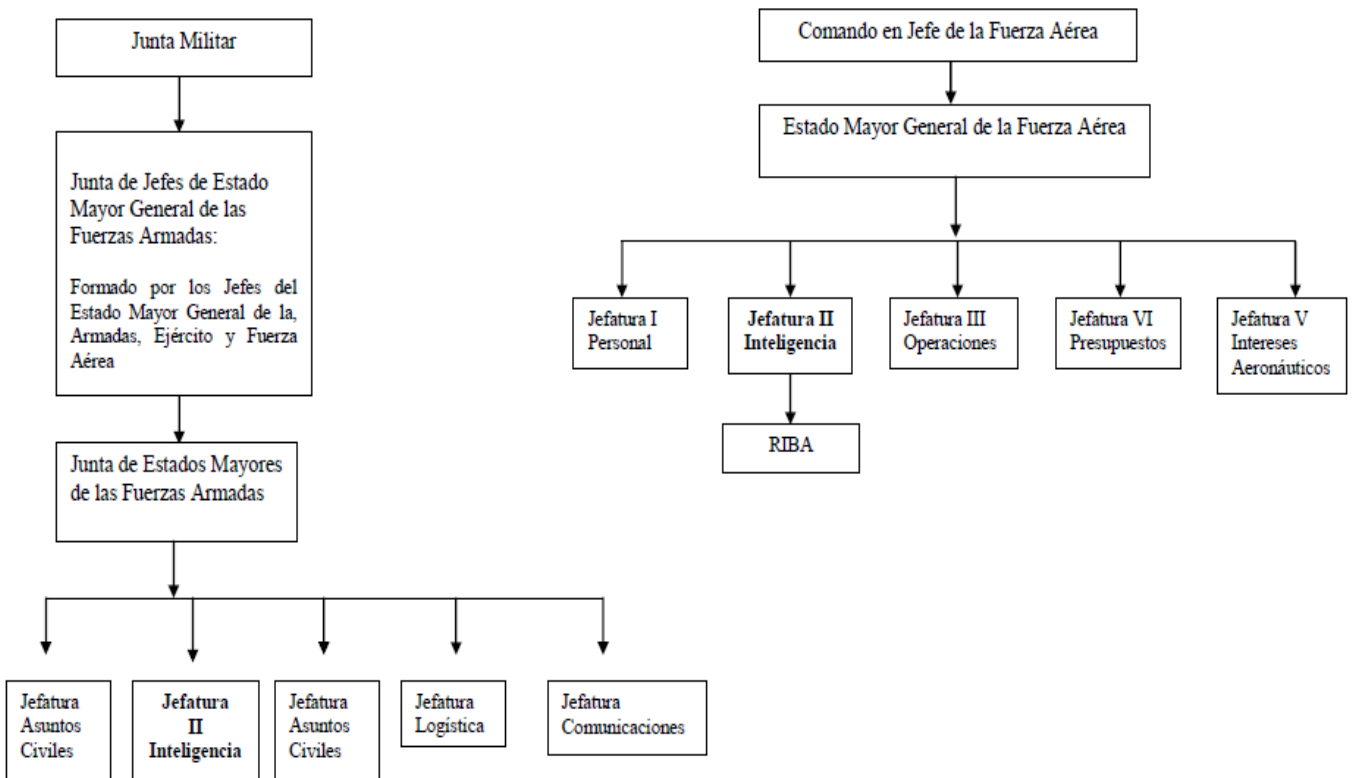 Junta Militar
Junta de Jefes de Estado
Mayor General de las
Fuerzas Armadas:
Formado por los Jefes del
Estado Mayor General de la,
Armadas, Ejército y Fuerza
Aérea
Junta de Estados Mayores
de las Fuerzas Armadas
Jefatura
Asuntos
Civiles
Jefatura
II
Inteligencia
Jefatura
Asuntos
Civiles
Jefatura
Logística
Jefatura
Comunicaciones
Comando en Jefe de la Fuerza Aérea
Estado Mayor General de la Fuerza Aérea
Jefatura I
Personal
Jefatura II
Inteligencia
Jefatura III
Operaciones
Jefatura VI
Presupuestos
Jefatura V
Intereses
Aeronáuticos
RIBA